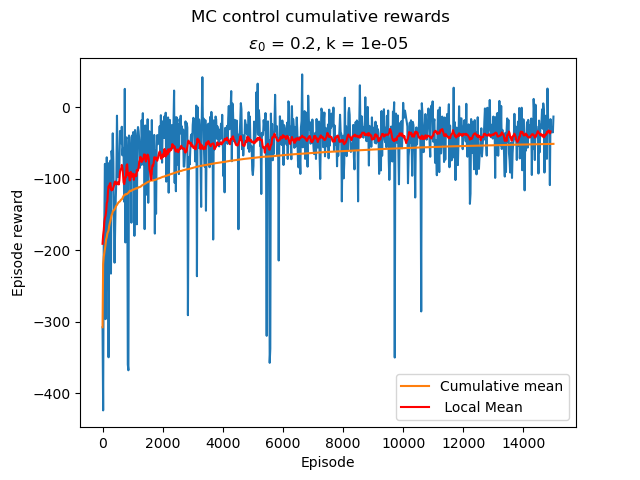 MC control cumulative rewards
ε₀ = 0.2, k = 1e-05
Episode reward
0
−100
−200
−300
−400
0 2000 4000 6000 8000 10000 12000 14000
Episode
Cumulative mean
Local Mean